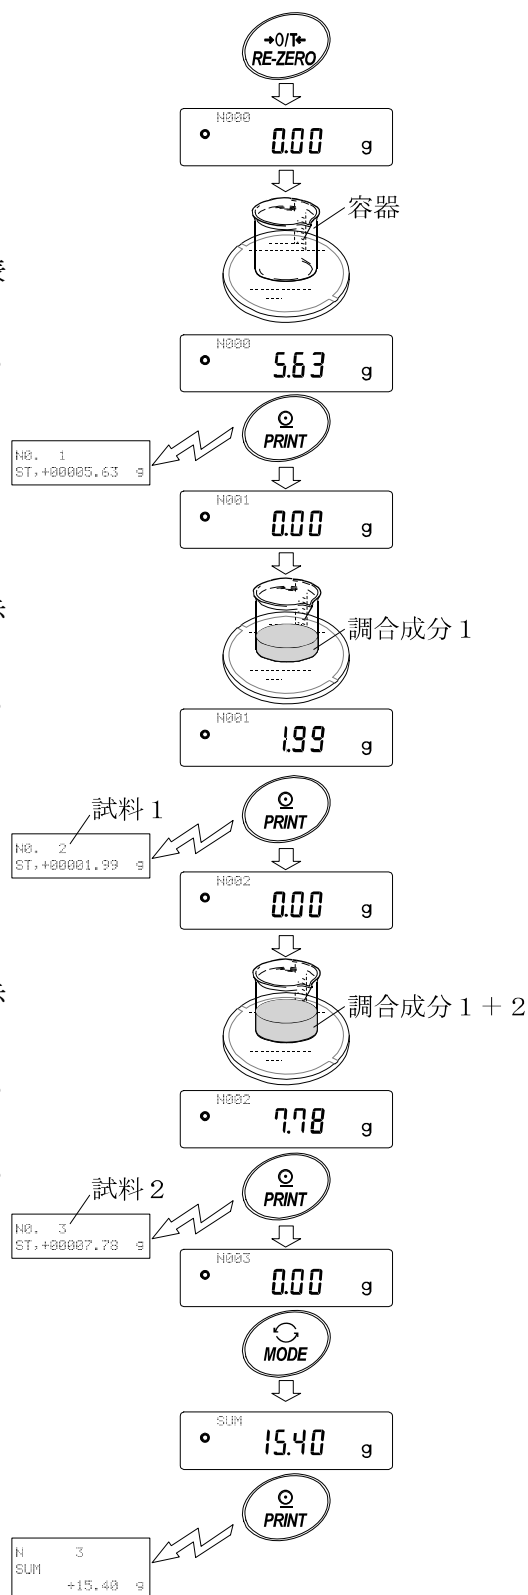 →0/T←
RE-ZERO
N000
0.00 g
容器
N000
5.63 g
PRINT
N0. 1
ST,+00005.63 g
N001
0.00 g
調合成分１
N001
1.99 g
試料１
PRINT
N0. 2
ST,+00001.99 g
N002
0.00 g
調合成分１＋２
N002
7.78 g
試料２
PRINT
N0. 3
ST,+00007.78 g
N003
0.00 g
MODE
SUM
15.40 g
PRINT
N 3
SUM
+15.40 g